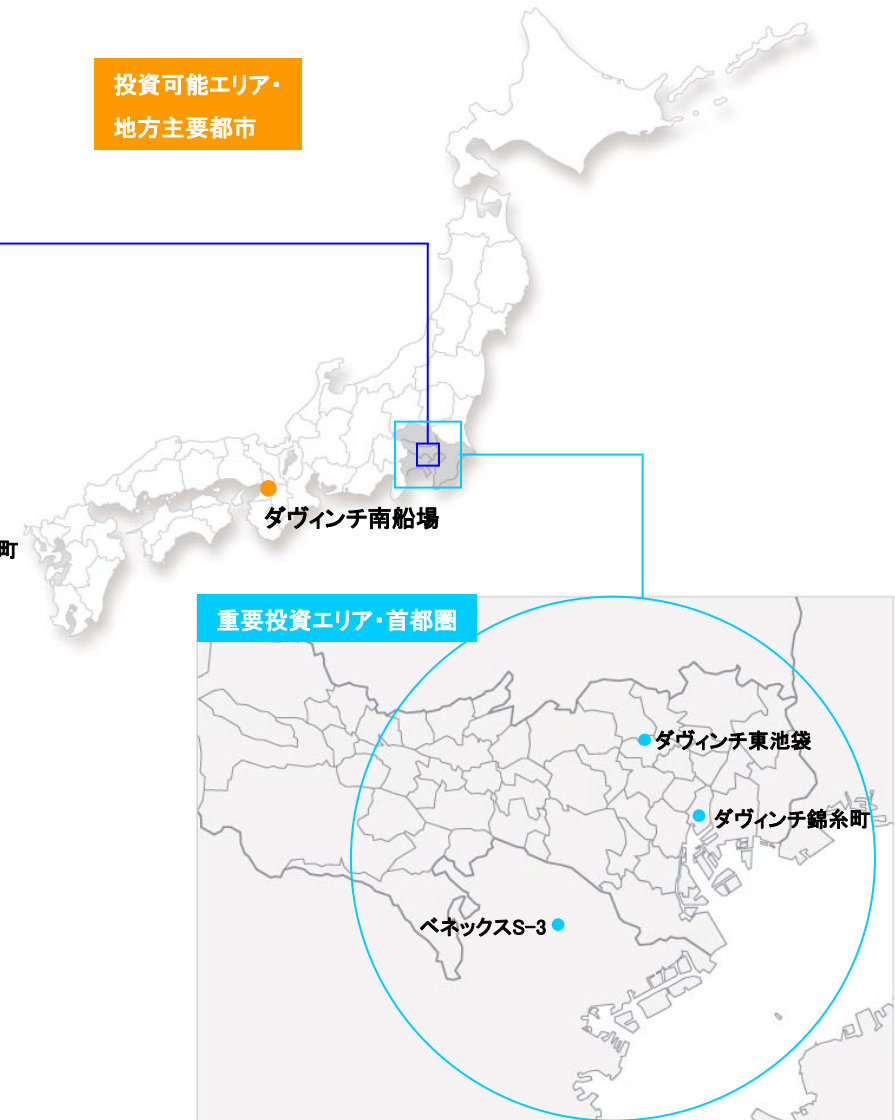 投資可能エリア・
地方主要都市
ダヴィンチ南船場
町
重要投資エリア・首都圏
ダヴィンチ東池袋
ダヴィンチ錦糸町
ベネックスS-3